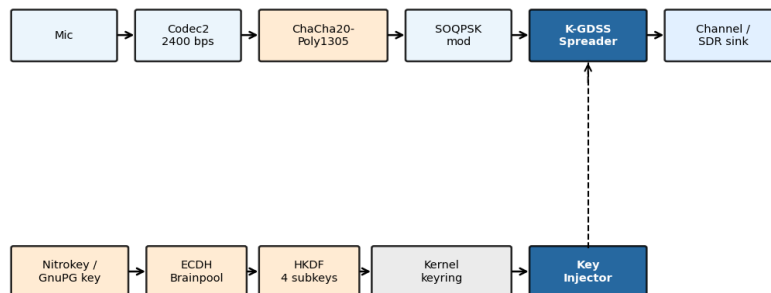 Mic
Codec2
2400 bps
ChaCha20-
Poly1305
SOQPSK
mod
K-GDSS
Spreader
Channel /
SDR sink
Nitrokey /
GnuPG key
ECDH
Brainpool
HKDF
4 subkeys
Kernel
keyring
Key
Injector